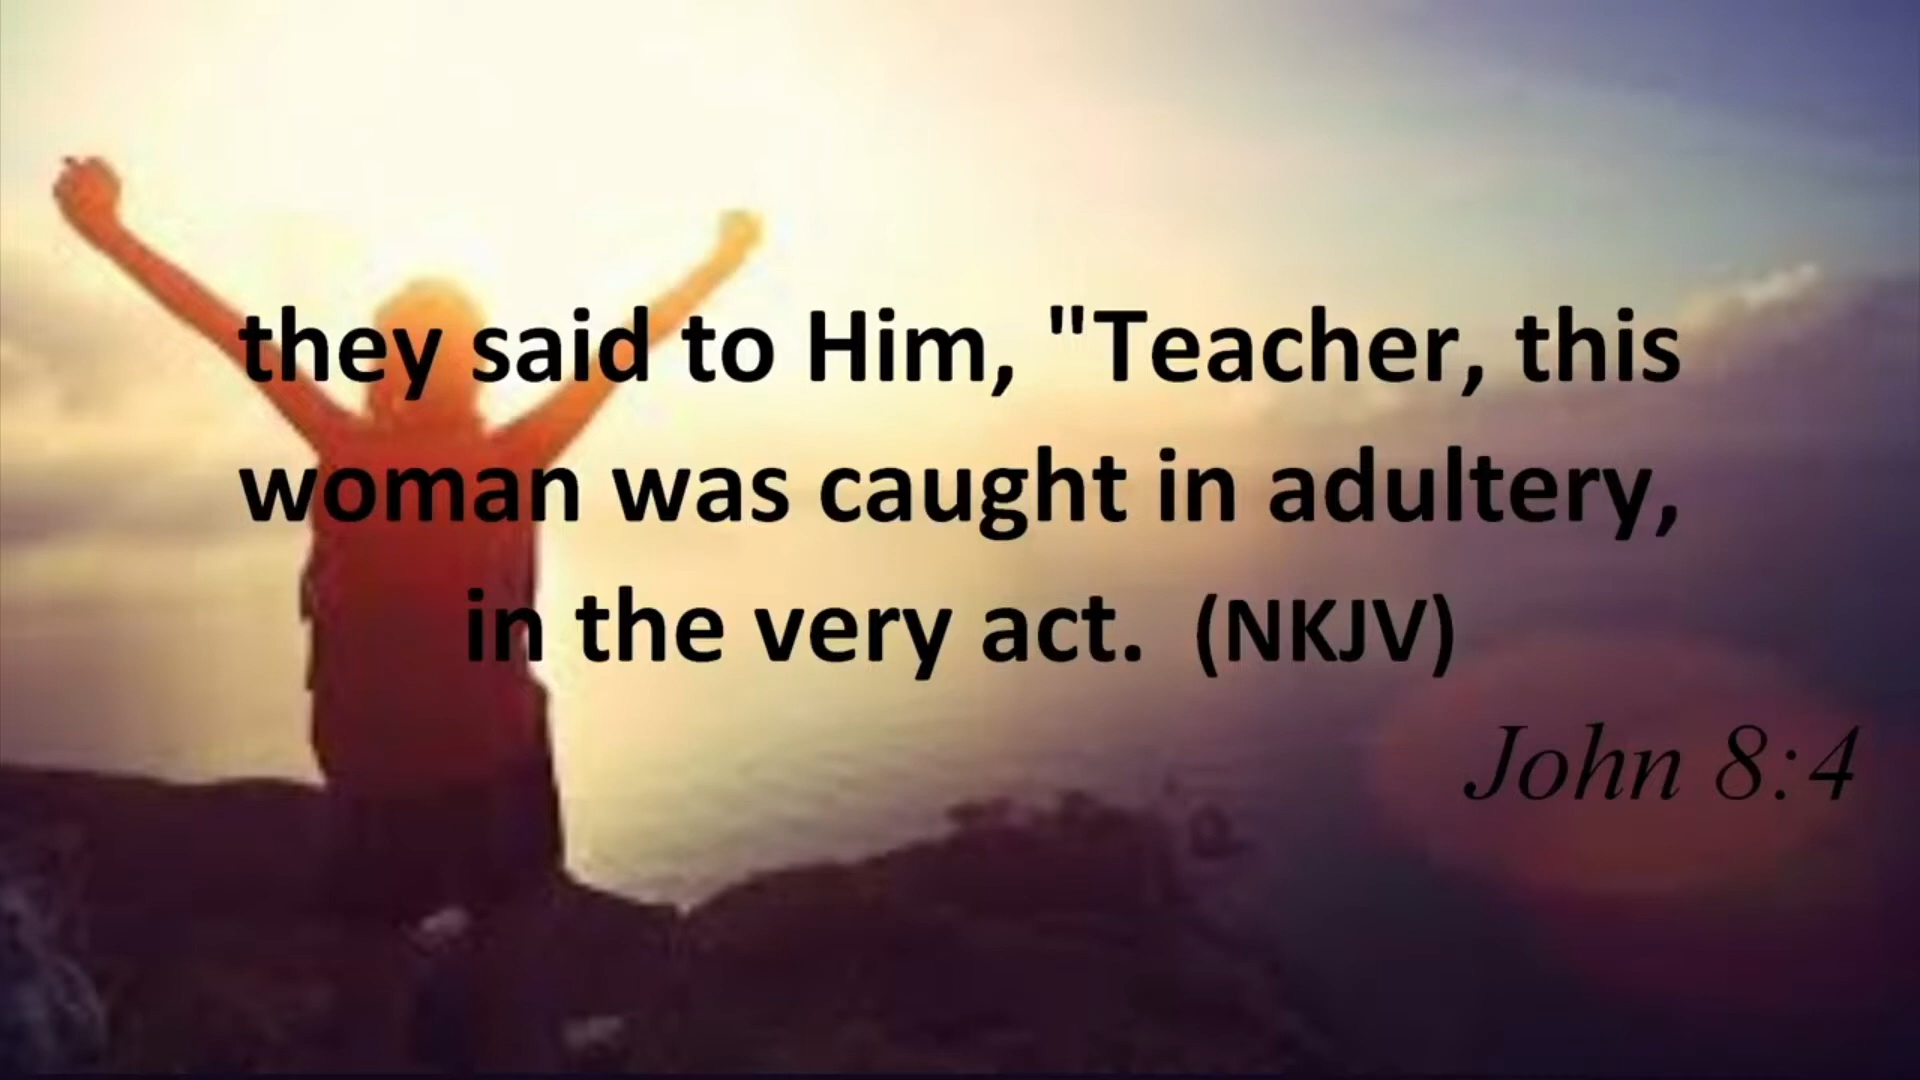 they said to Him, "Teacher, this
woman was caught in adultery,
in the very act.  (NKJV)
John 8:4